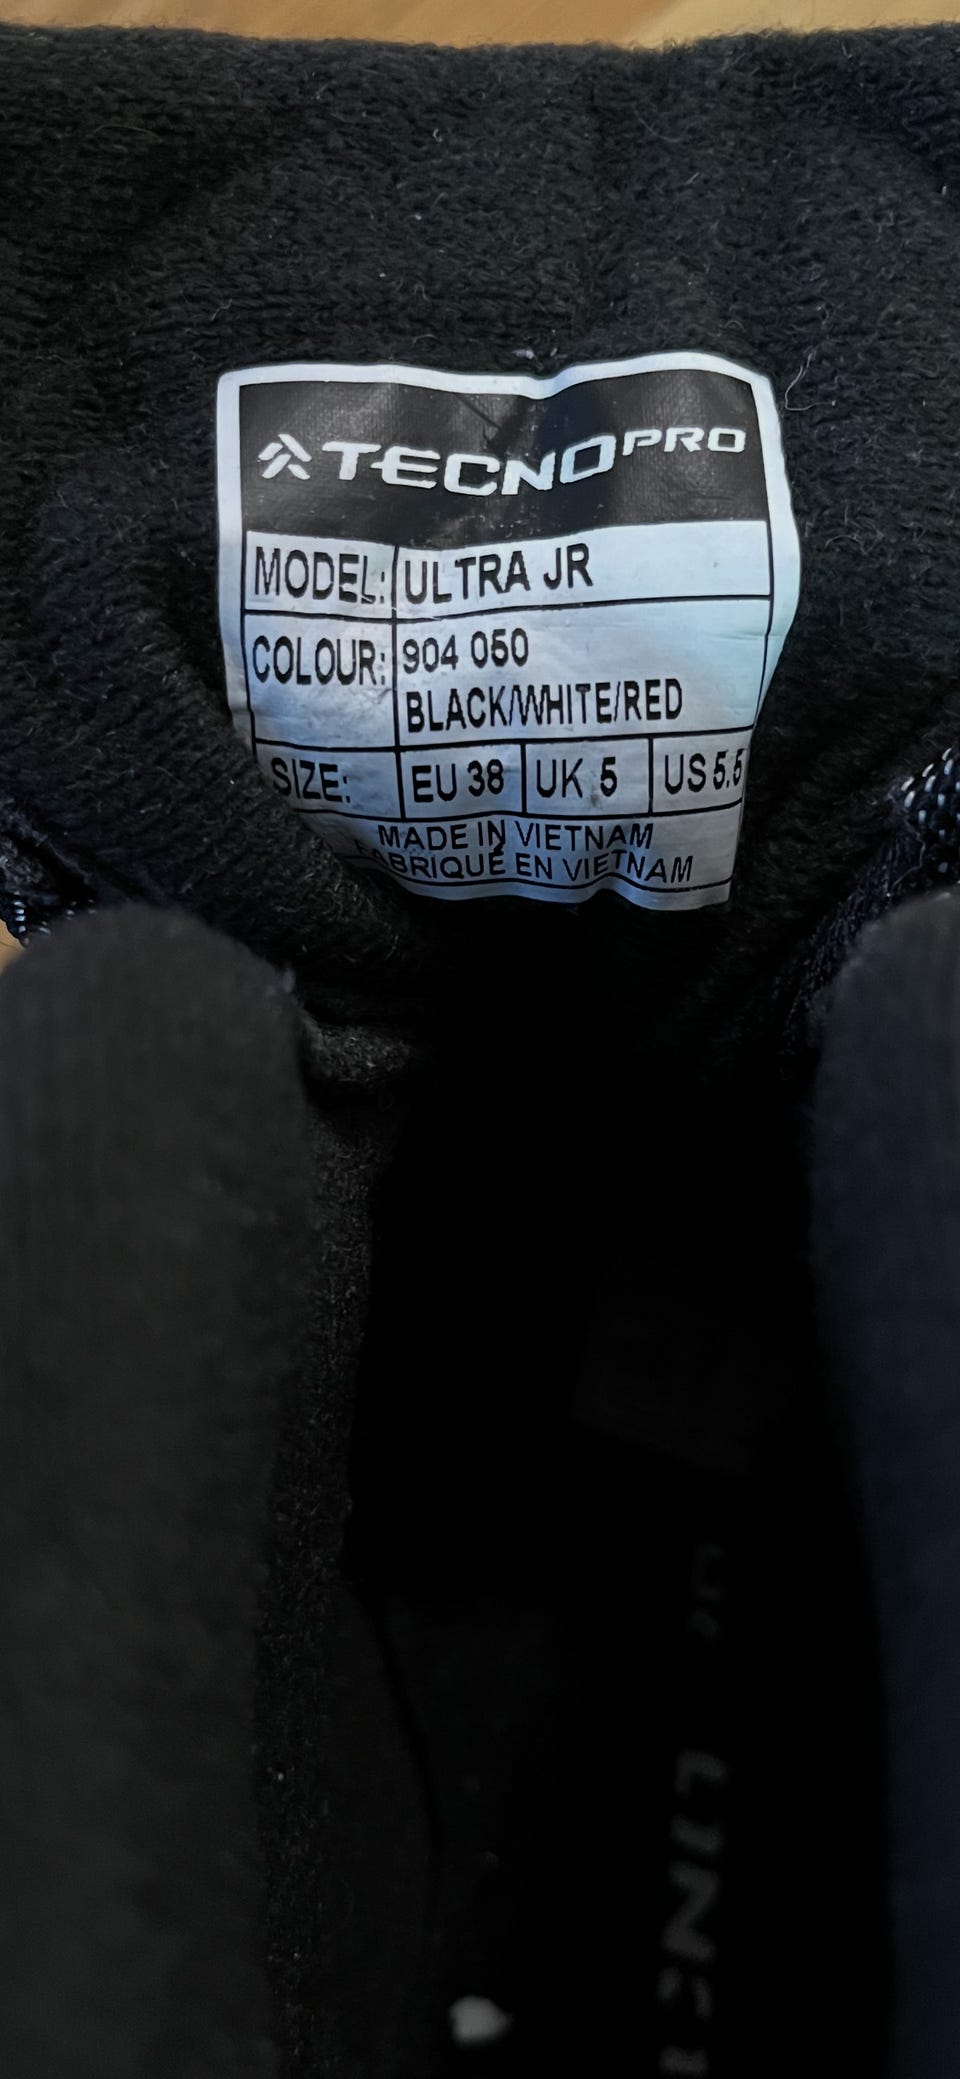 TECNOPRO
MODEL: ULTRA JR
COLOUR: 904 050
BLACK/WHITE/RED
SIZE: EU 38 UK 5 US 5.5
MADE IN VIETNAM
FABRIQUÉ EN VIETNAM